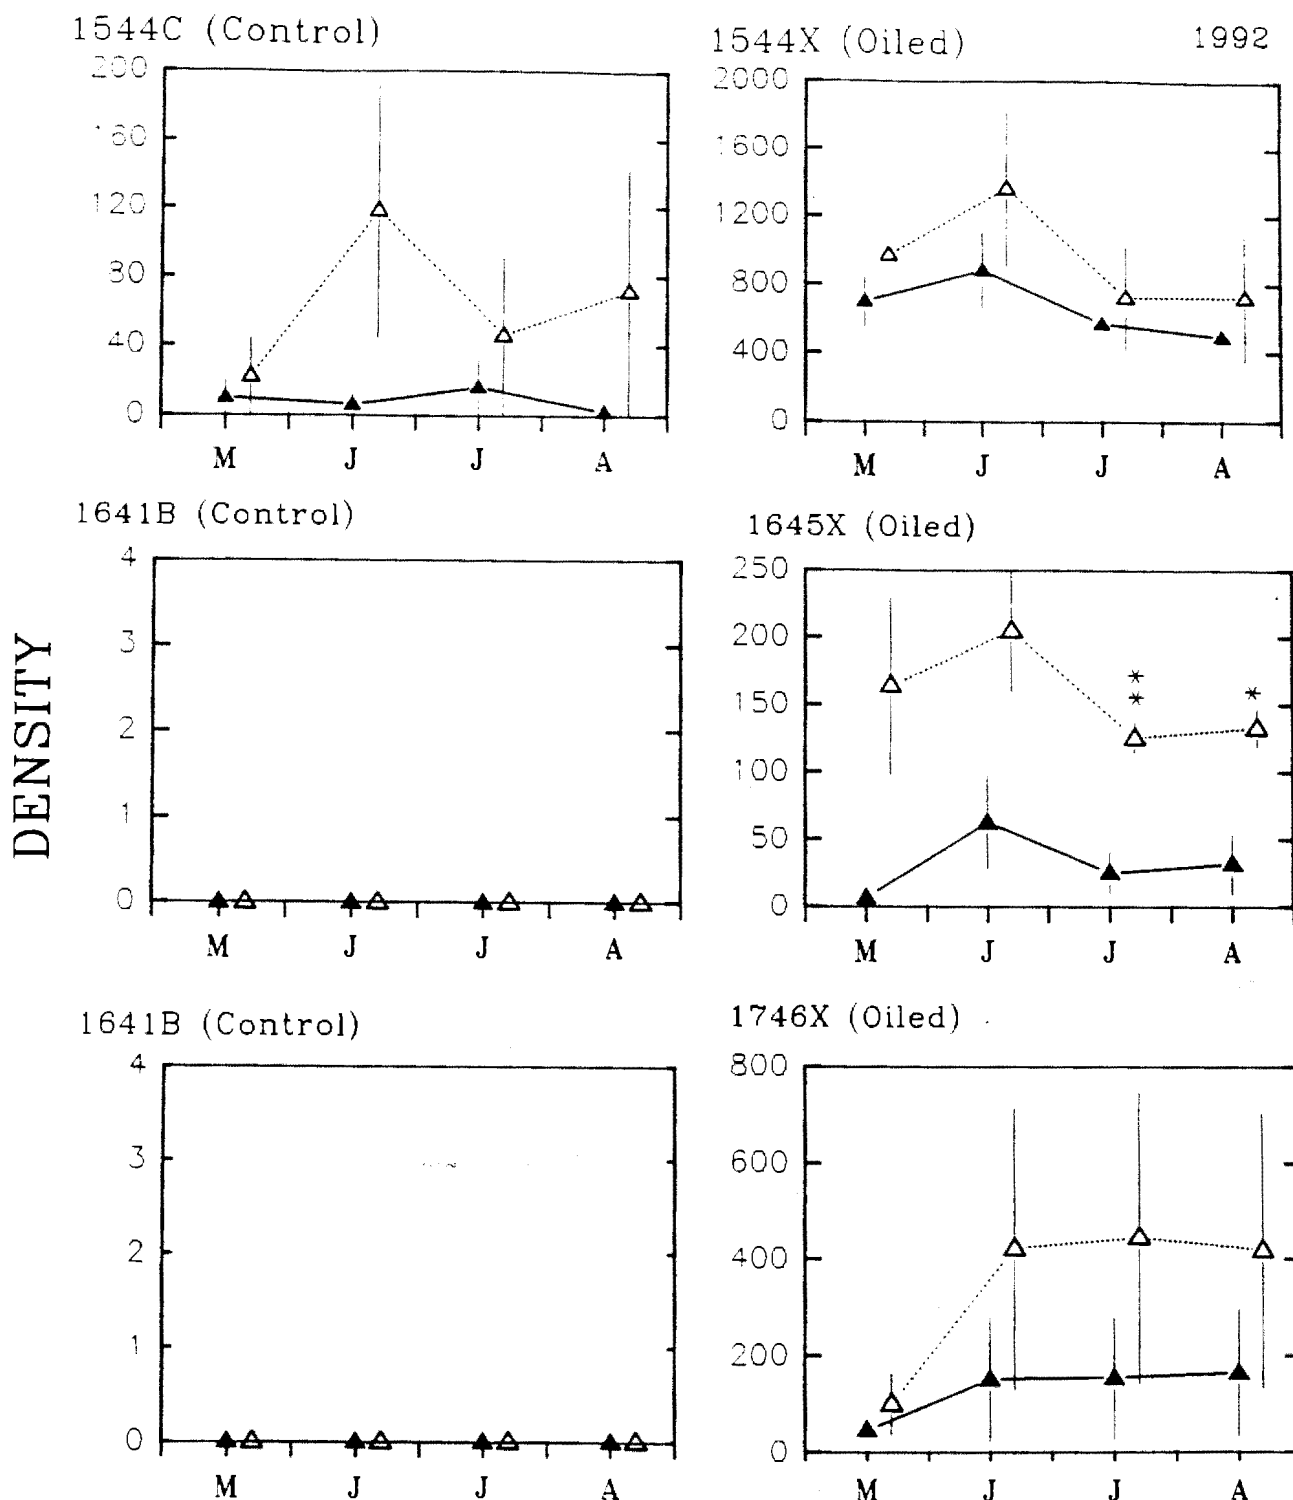 1544C (Control)
200
160
120
80
40
0
M J J A
1544X (Oiled) 1992
2000
1600
1200
800
400
0
M J J A
DENSITY
1641B (Control)
4
3
2
1
0
M J J A
1645X (Oiled)
250
200
150
100
50
0
*
* *
M J J A
1641B (Control)
4
3
2
1
0
M J J A
1746X (Oiled)
800
600
400
200
0
M J J A